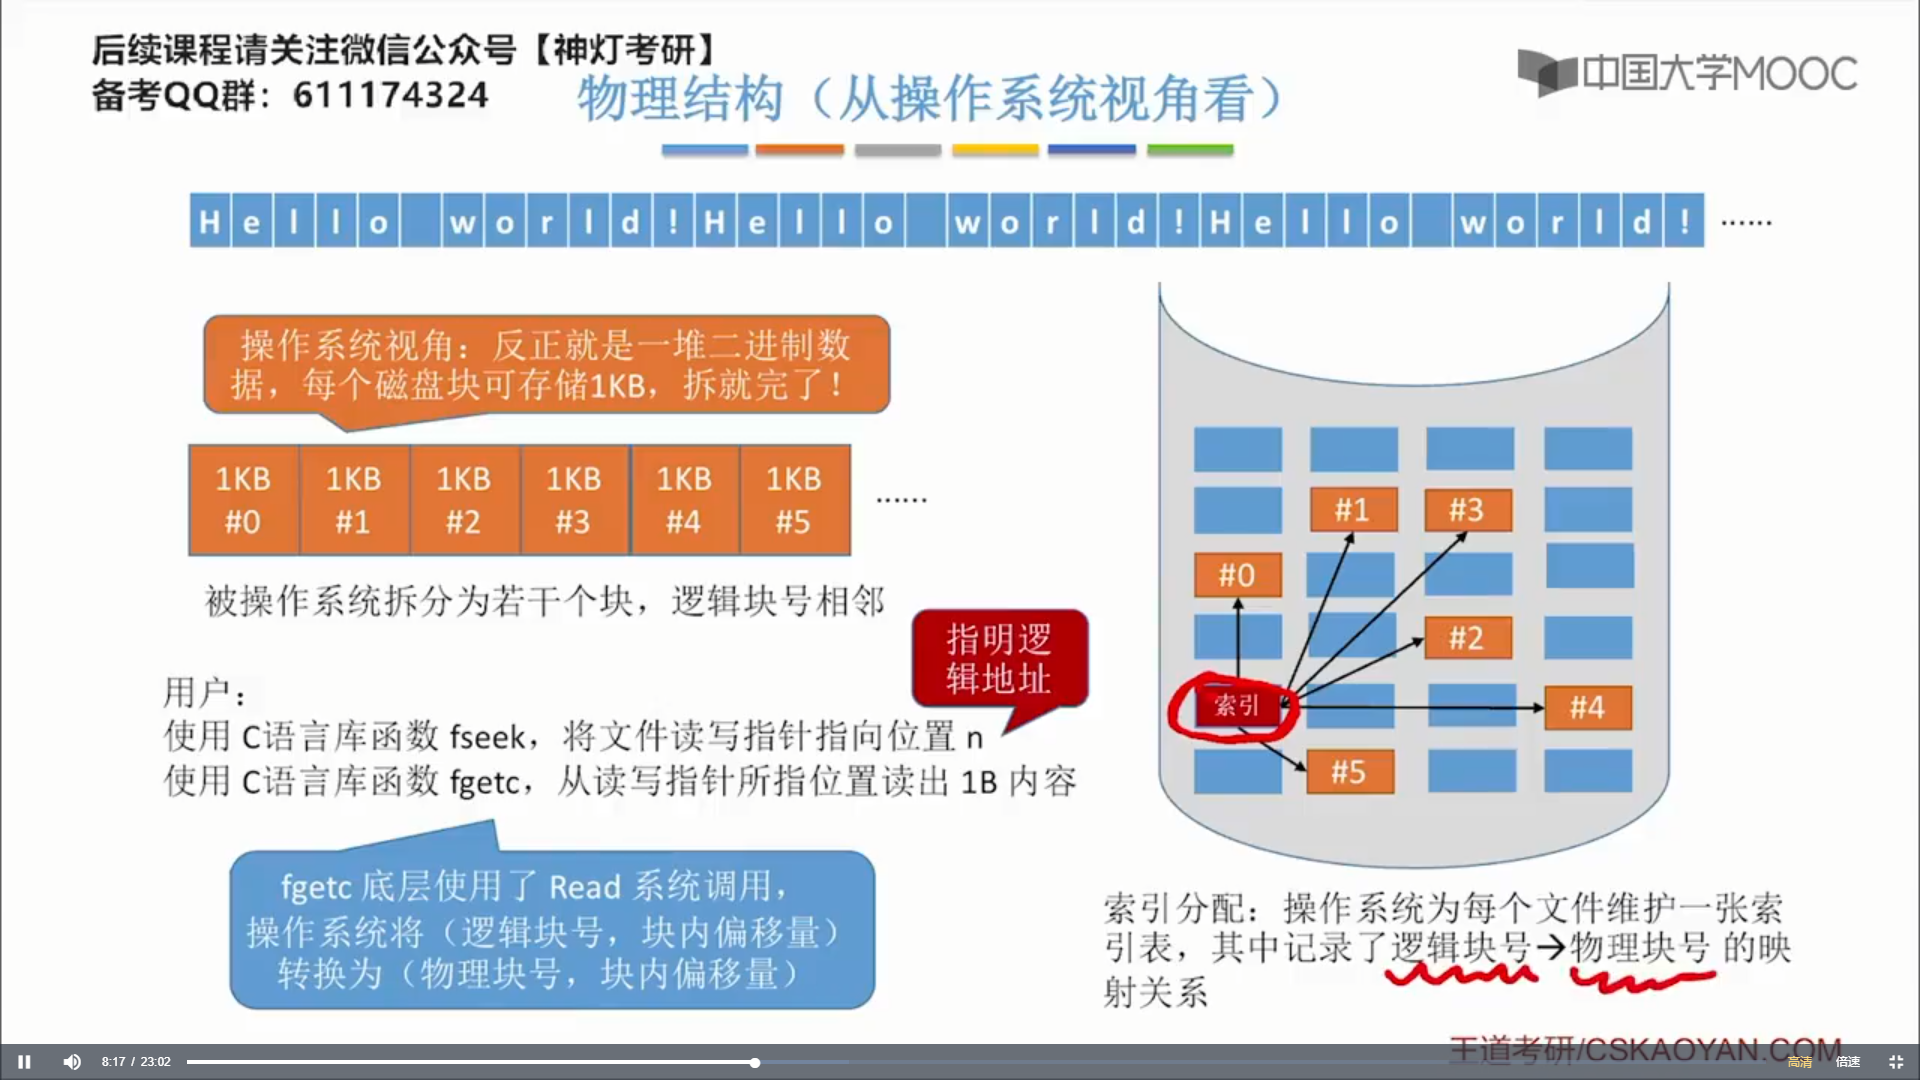 后续课程请关注微信公众号【神灯考研】
备考QQ群：611174324
中国大学MOOC
物理结构（从操作系统视角看）
Hello world!Hello world!Hello world! ······
操作系统视角：反正就是一堆二进制数
据，每个磁盘块可存储1KB，拆就完了！
1KB 1KB 1KB 1KB 1KB 1KB
#0 #1 #2 #3 #4 #5 ······
被操作系统拆分为若干个块，逻辑块号相邻
指明逻
辑地址
用户：
使用 C语言库函数 fseek，将文件读写指针指向位置 n
使用 C语言库函数 fgetc，从读写指针所指位置读出 1B 内容
fgetc 底层使用了 Read 系统调用，
操作系统将（逻辑块号，块内偏移量）
转换为（物理块号，块内偏移量）
#1 #3
#0
#2
索引 #4
#5
索引分配：操作系统为每个文件维护一张索
引表，其中记录了逻辑块号→物理块号 的映
射关系
王道考研/CSKAOYAN.COM
8:17 / 23:02
高清 倍速